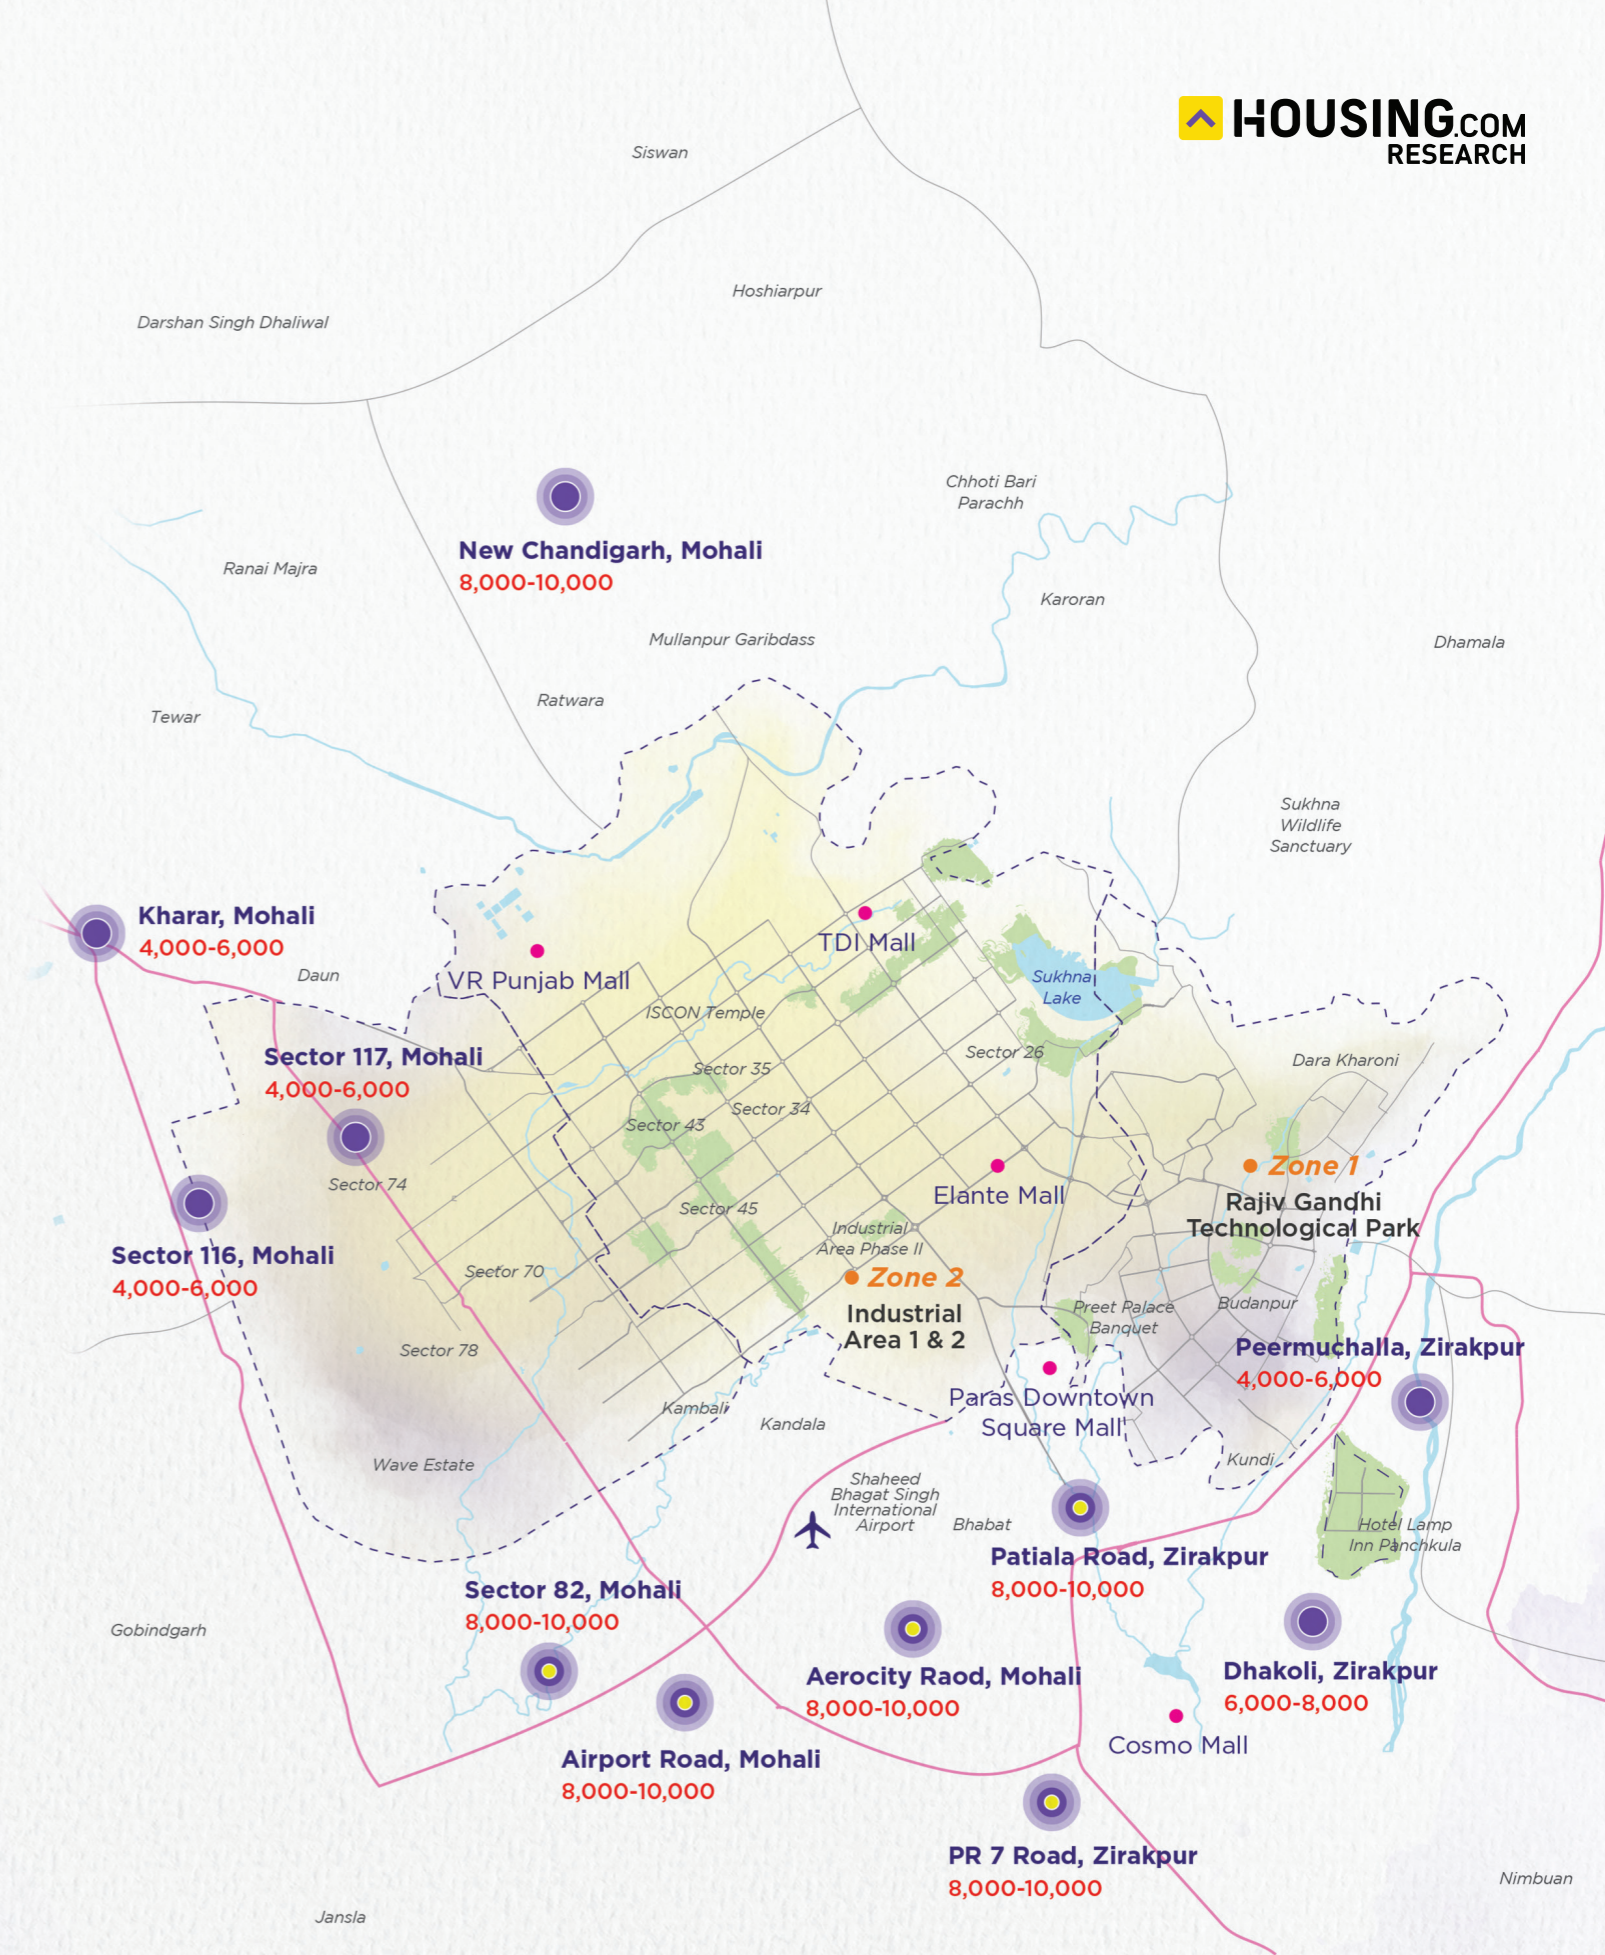 HOUSING.COM
RESEARCH
Siswan
Hoshiarpur
Darshan Singh Dhaliwal
Chhoti Bari
Parachh
New Chandigarh, Mohali
8,000-10,000
Ranai Majra
Karoran
Mullanpur Garibdass
Dhamala
Ratwara
Tewar
Sukhna
Wildlife
Sanctuary
Kharar, Mohali
4,000-6,000
TDI Mall
Daun
VR Punjab Mall
Sukhna
Lake
ISCON Temple
Sector 117, Mohali
4,000-6,000
Sector 35
Sector 26
Dara Kharoni
Sector 34
Sector 43
Zone 1
Rajiv Gandhi
Technological Park
Sector 74
Elante Mall
Sector 45
Industrial
Area Phase II
Sector 116, Mohali
4,000-6,000
Sector 70
Zone 2
Industrial
Area 1 & 2
Preet Palace
Banquet
Budanpur
Sector 78
Peermuchalla, Zirakpur
4,000-6,000
Paras Downtown
Square Mall
Kambali
Kandala
Wave Estate
Kundi
Shaheed
Bhagat Singh
International
Airport
Bhabat
Hotel Lamp
Inn Panchkula
Patiala Road, Zirakpur
8,000-10,000
Sector 82, Mohali
8,000-10,000
Gobindgarh
Aerocity Raod, Mohali
8,000-10,000
Dhakoli, Zirakpur
6,000-8,000
Cosmo Mall
Airport Road, Mohali
8,000-10,000
PR 7 Road, Zirakpur
8,000-10,000
Nimbuan
Jansla